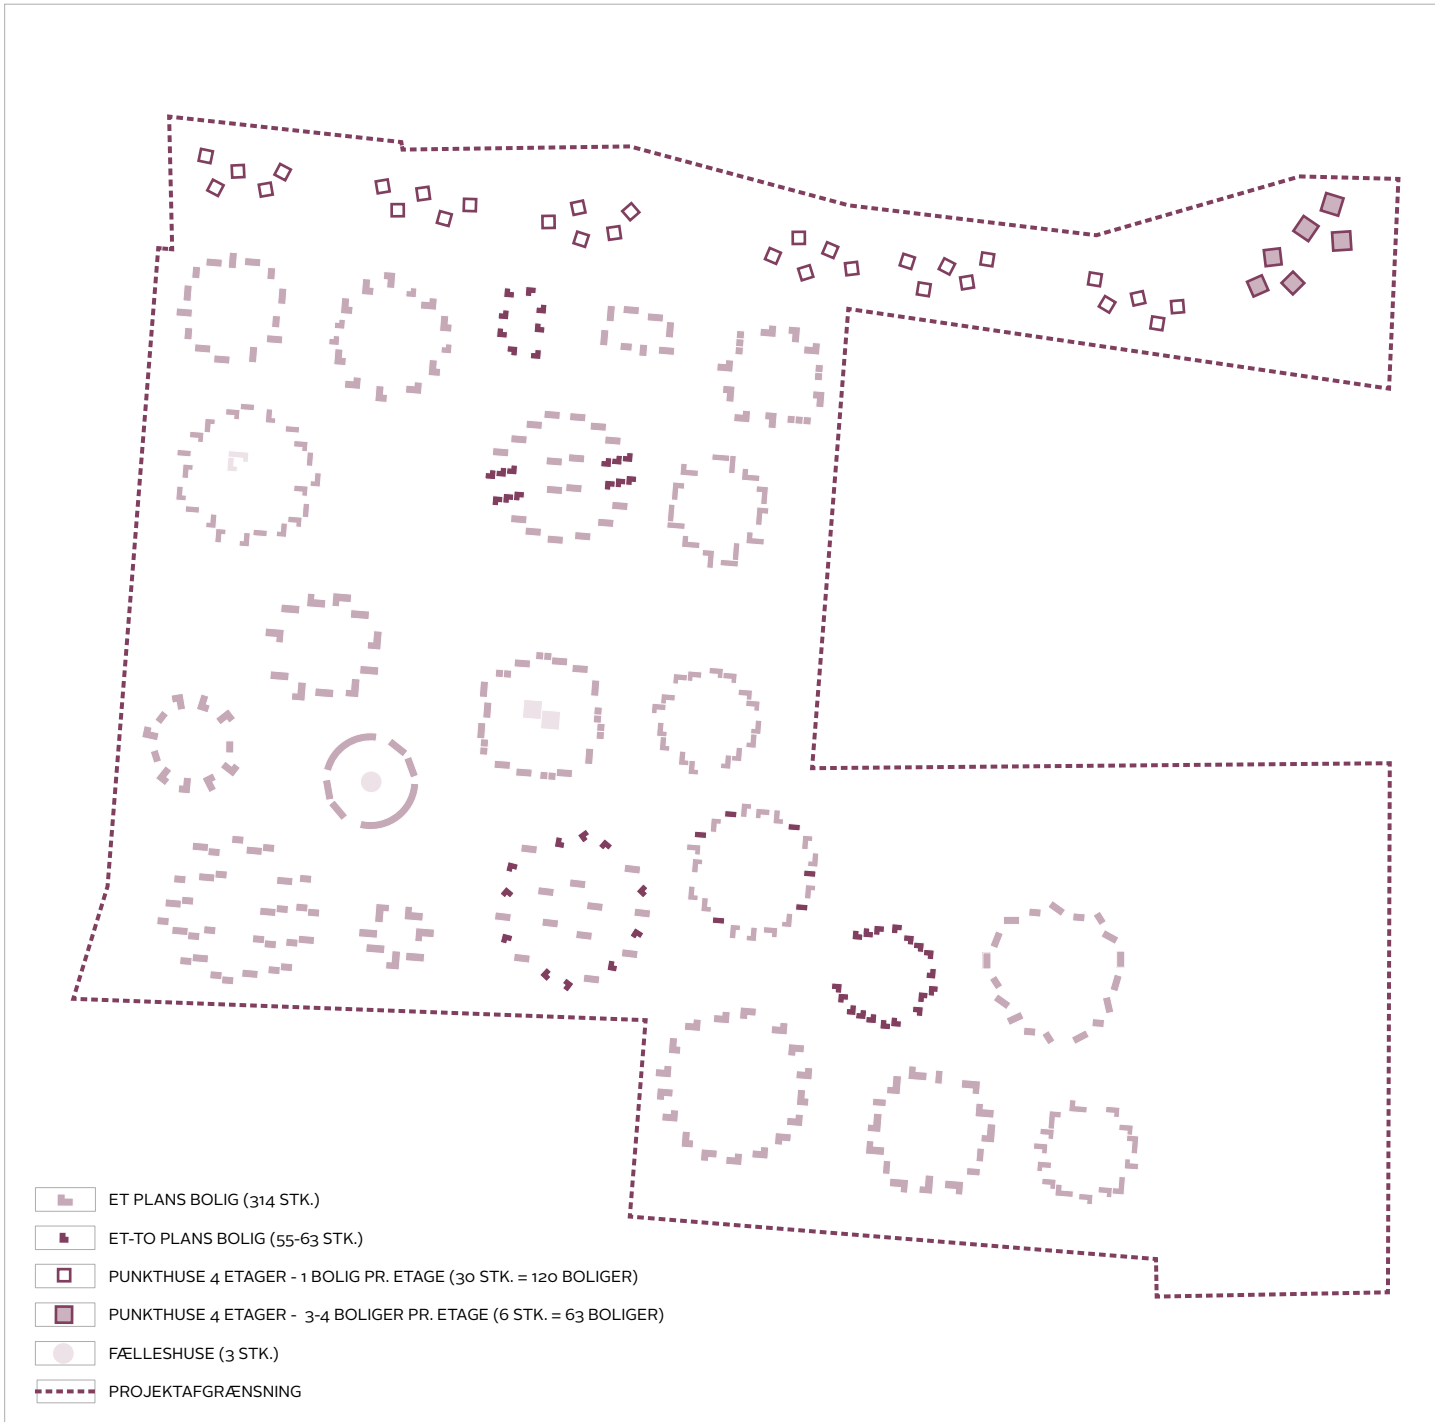 ET PLANS BOLIG (314 STK.)
ET-TO PLANS BOLIG (55-63 STK.)
PUNKTHUSE 4 ETAGER - 1 BOLIG PR. ETAGE (30 STK. = 120 BOLIGER)
PUNKTHUSE 4 ETAGER -  3-4 BOLIGER PR. ETAGE (6 STK. = 63 BOLIGER)
FÆLLESHUSE (3 STK.)
PROJEKTAFGRÆNSNING